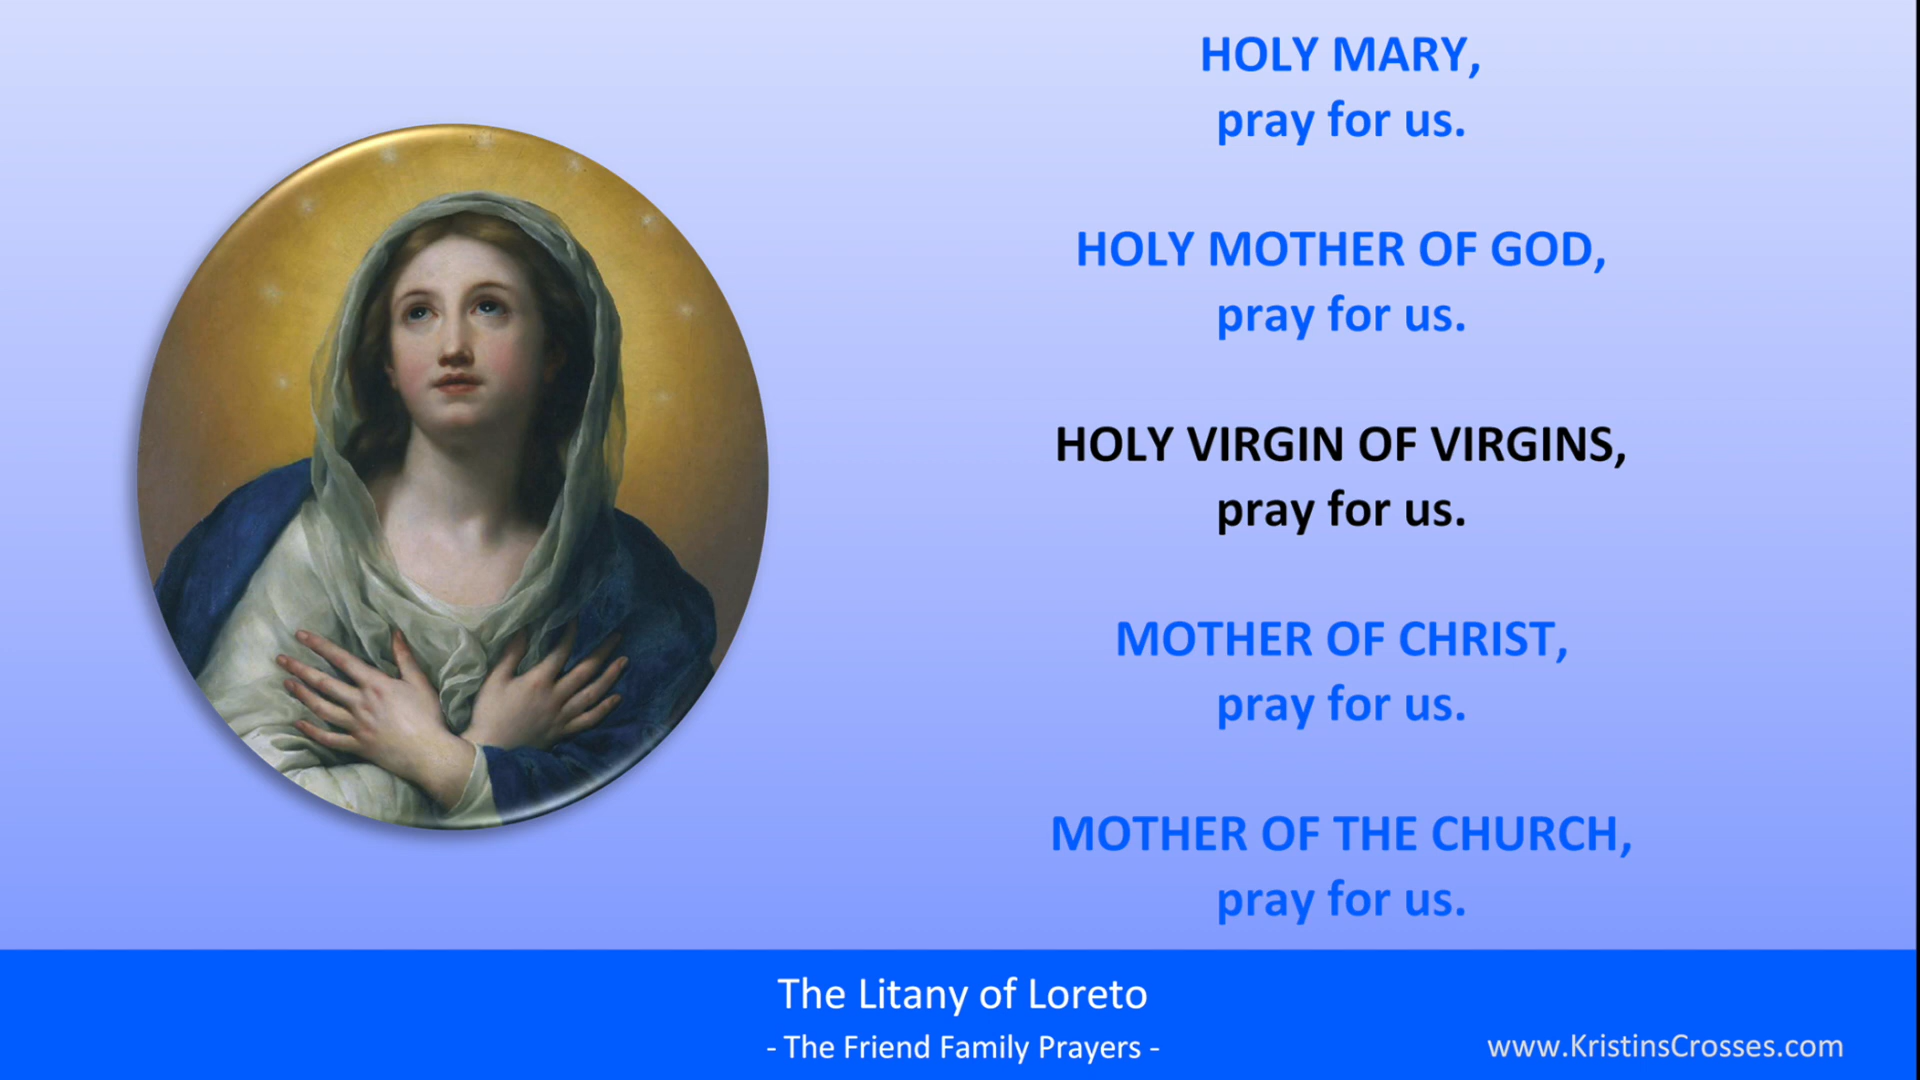 HOLY MARY,
pray for us.
HOLY MOTHER OF GOD,
pray for us.
HOLY VIRGIN OF VIRGINS,
pray for us.
MOTHER OF CHRIST,
pray for us.
MOTHER OF THE CHURCH,
pray for us.
The Litany of Loreto
- The Friend Family Prayers -
www.KristinsCrosses.com